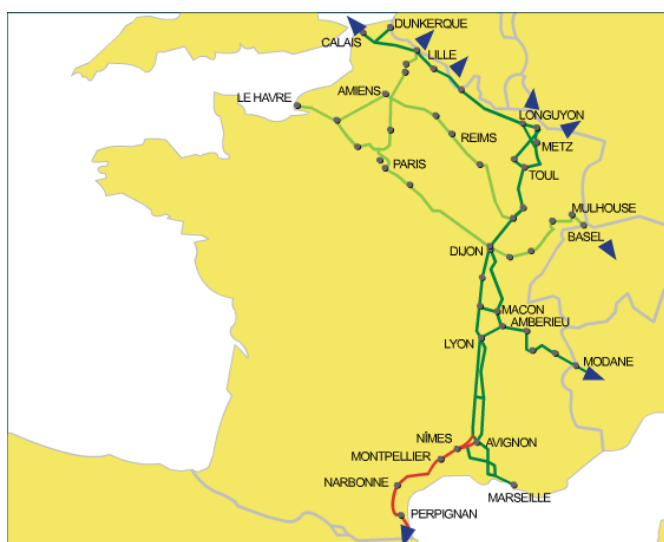 DUNKERQUE
CALAIS
LILLE
AMIENS
LE HAVRE
LONGUYON
REIMS
METZ
PARIS
TOUL
MULHOUSE
BASEL
DIJON
MACON
AMBERIEU
LYON
MODANE
NÎMES
AVIGNON
MONTPELLIER
NARBONNE
MARSEILLE
PERPIGNAN